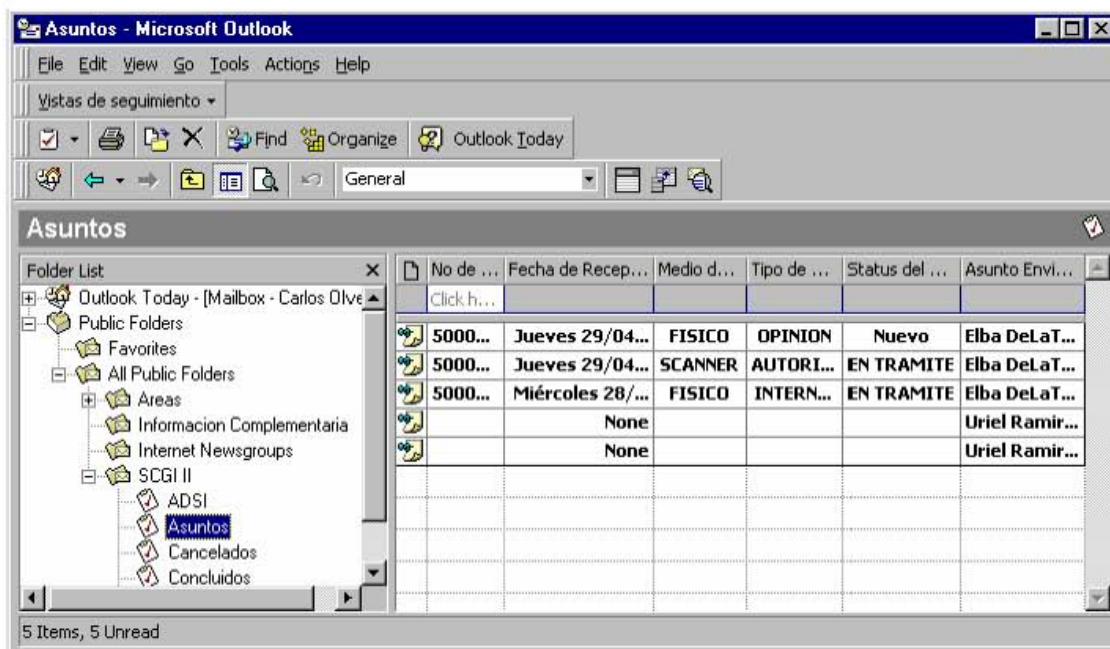 Asuntos - Microsoft Outlook
File Edit View Go Tools Actions Help
Vistas de seguimiento
Find Organize Outlook Today
General
Asuntos
Folder List
Outlook Today - [Mailbox - Carlos Olve
Public Folders
Favorites
All Public Folders
Areas
Informacion Complementaria
Internet Newsgroups
SCGI II
ADSI
Asuntos
Cancelados
Concluidos
No de ... Fecha de Recep... Medio d... Tipo de ... Status del ... Asunto Envi...
Click h...
5000... Jueves 29/04... FISICO OPINION Nuevo Elba DeLaT...
5000... Jueves 29/04... SCANNER AUTORI... EN TRAMITE Elba DeLaT...
5000... Miércoles 28/... FISICO INTERN... EN TRAMITE Elba DeLaT...
None Uriel Ramir...
None Uriel Ramir...
5 Items, 5 Unread